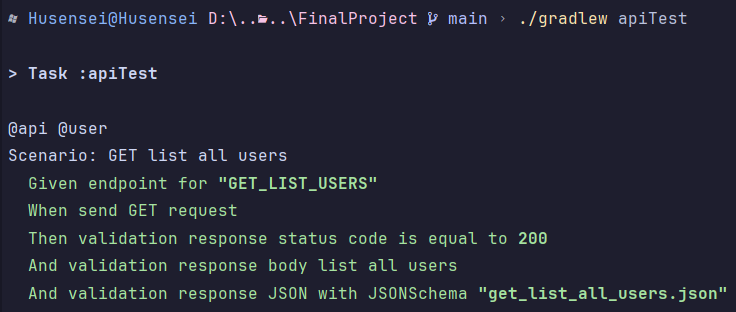 Husensei@Husensei D:\....\FinalProject main › ./gradlew apiTest
> Task :apiTest
@api @user
Scenario: GET list all users
Given endpoint for "GET_LIST_USERS"
When send GET request
Then validation response status code is equal to 200
And validation response body list all users
And validation response JSON with JSONSchema "get_list_all_users.json"